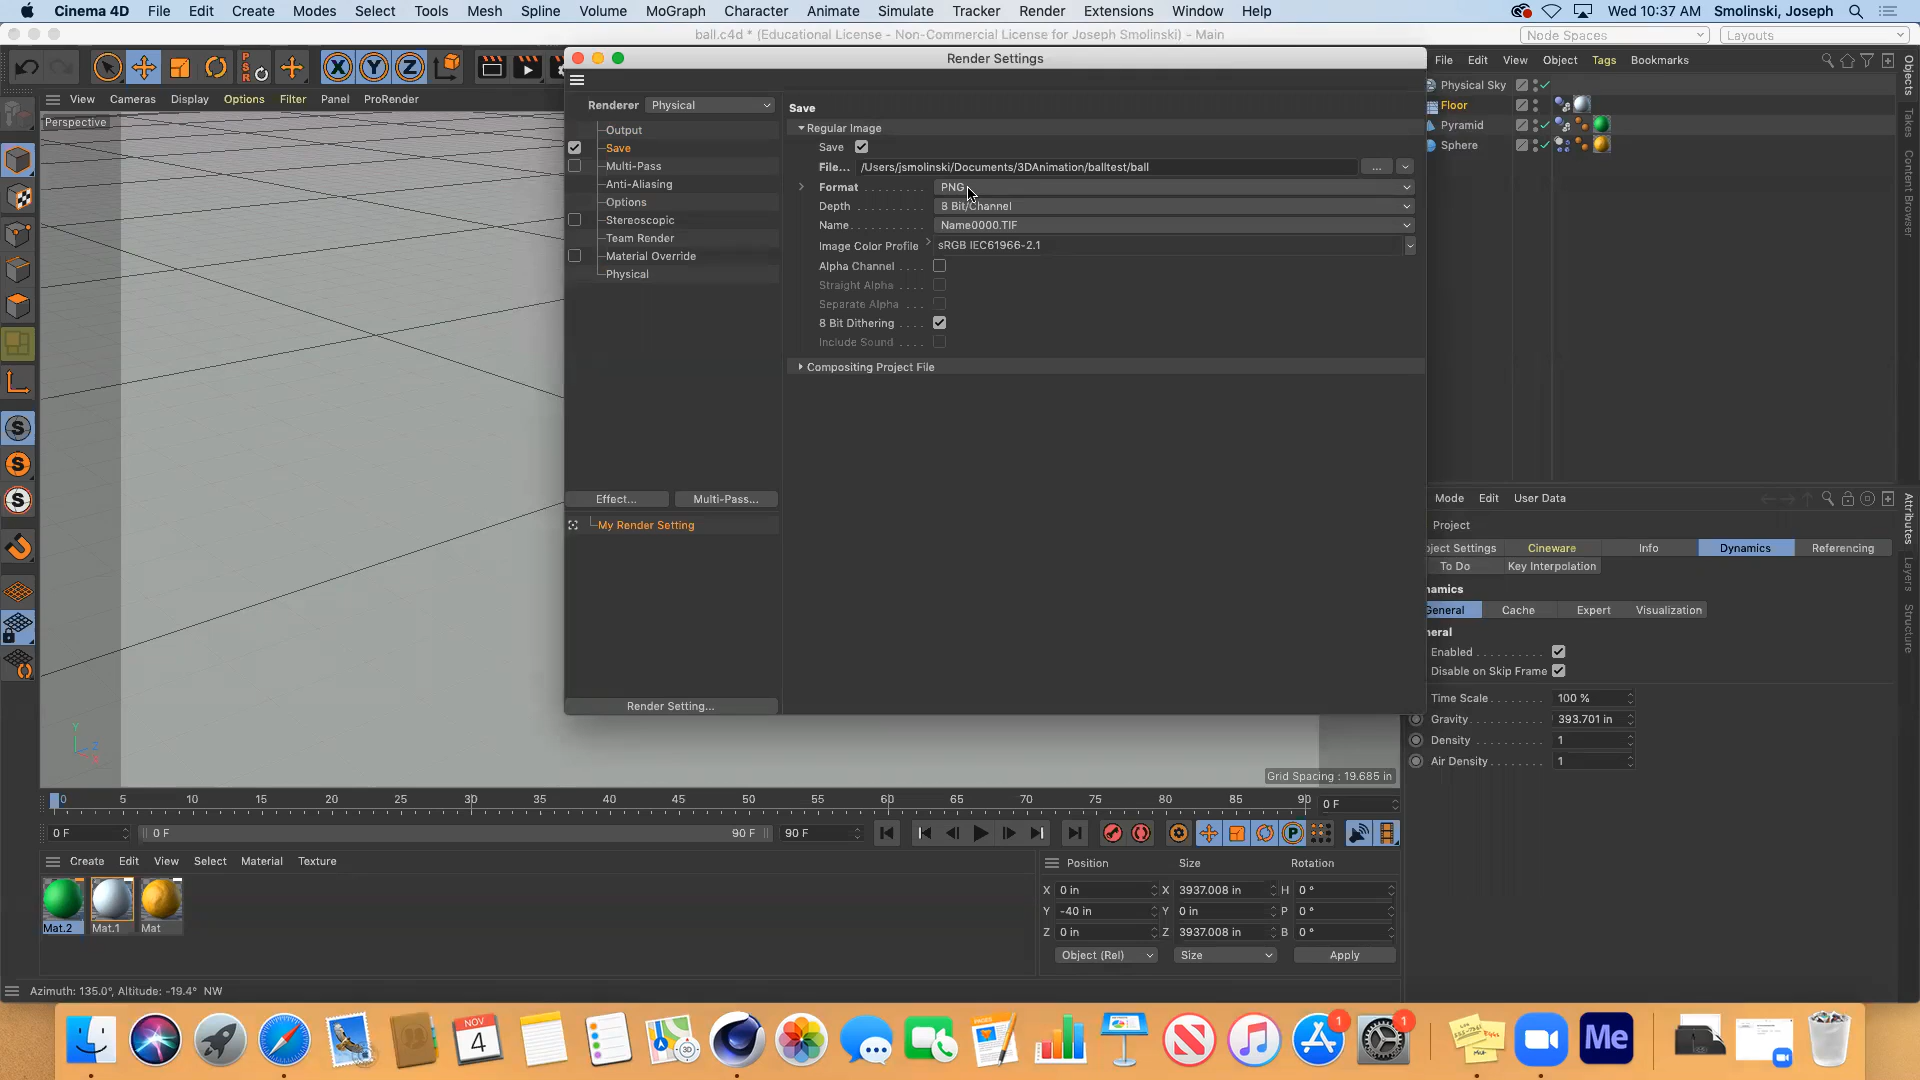 Cinema 4D File Edit Create Modes Select Tools Mesh Spline Volume MoGraph Character Animate Simulate Tracker Render Extensions Window Help Wed 10:37 AM Smolinski, Joseph
ball.c4d * (Educational License - Non-Commercial License for Joseph Smolinski) - Main
Node Spaces Layouts
PSR X Y Z
Render Settings
File Edit View Object Tags Bookmarks
View Cameras Display Options Filter Panel ProRender
Perspective
Renderer Physical
Output
Save
Multi-Pass
Anti-Aliasing
Options
Stereoscopic
Team Render
Material Override
Physical
Effect... Multi-Pass...
My Render Setting
Render Setting...
Save
Regular Image
Save
File... /Users/jsmolinski/Documents/3DAnimation/balltest/ball ...
Format PNG
Depth 8 Bit/Channel
Name Name0000.TIF
Image Color Profile sRGB IEC61966-2.1
Alpha Channel
Straight Alpha
Separate Alpha
8 Bit Dithering
Include Sound
Compositing Project File
Physical Sky
Floor
Pyramid
Sphere
Objects
Takes
Content Browser
Mode Edit User Data
Project
ject Settings Cineware Info Dynamics Referencing
To Do Key Interpolation
namics
General Cache Expert Visualization
neral
Enabled
Disable on Skip Frame
Time Scale 100 %
Gravity 393.701 in
Density 1
Air Density 1
Attributes
Layers
Structure
Y
Z
X
Grid Spacing : 19.685 in
0 5 10 15 20 25 30 35 40 45 50 55 60 65 70 75 80 85 90 0 F
0 F 0 F 90 F 90 F
P
Create Edit View Select Material Texture
Mat.2 Mat.1 Mat
Position Size Rotation
X 0 in X 3937.008 in H 0 °
Y -40 in Y 0 in P 0 °
Z 0 in Z 3937.008 in B 0 °
Object (Rel) Size Apply
Azimuth: 135.0°, Altitude: -19.4° NW
S
S
S
NOV
4
3D
PAGES
1
1
Me